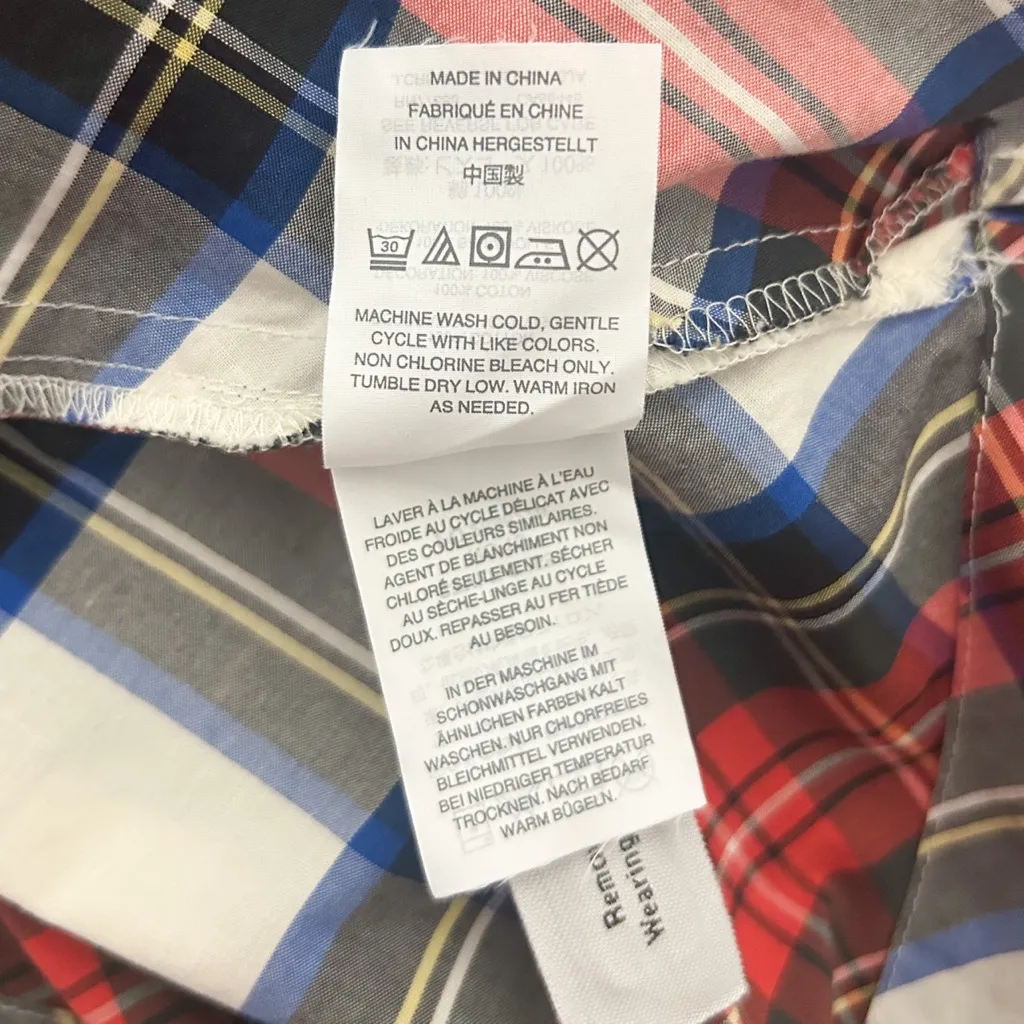 MADE IN CHINA
FABRIQUÉ EN CHINE
IN CHINA HERGESTELLT
中国製
30
MACHINE WASH COLD, GENTLE
CYCLE WITH LIKE COLORS.
NON CHLORINE BLEACH ONLY.
TUMBLE DRY LOW. WARM IRON
AS NEEDED.
LAVER À LA MACHINE À L'EAU
FROIDE AU CYCLE DÉLICAT AVEC
DES COULEURS SIMILAIRES.
AGENT DE BLANCHIMENT NON
CHLORÉ SEULEMENT. SÉCHER
AU SÈCHE-LINGE AU CYCLE
DOUX. REPASSER AU FER TIÈDE
AU BESOIN.
IN DER MASCHINE IM
SCHONWASCHGANG MIT
ÄHNLICHEN FARBEN KALT
WASCHEN. NUR CHLORFREIES
BLEICHMITTEL VERWENDEN.
BEI NIEDRIGER TEMPERATUR
TROCKNEN. NACH BEDARF
WARM BÜGELN.
Remo
Wearing